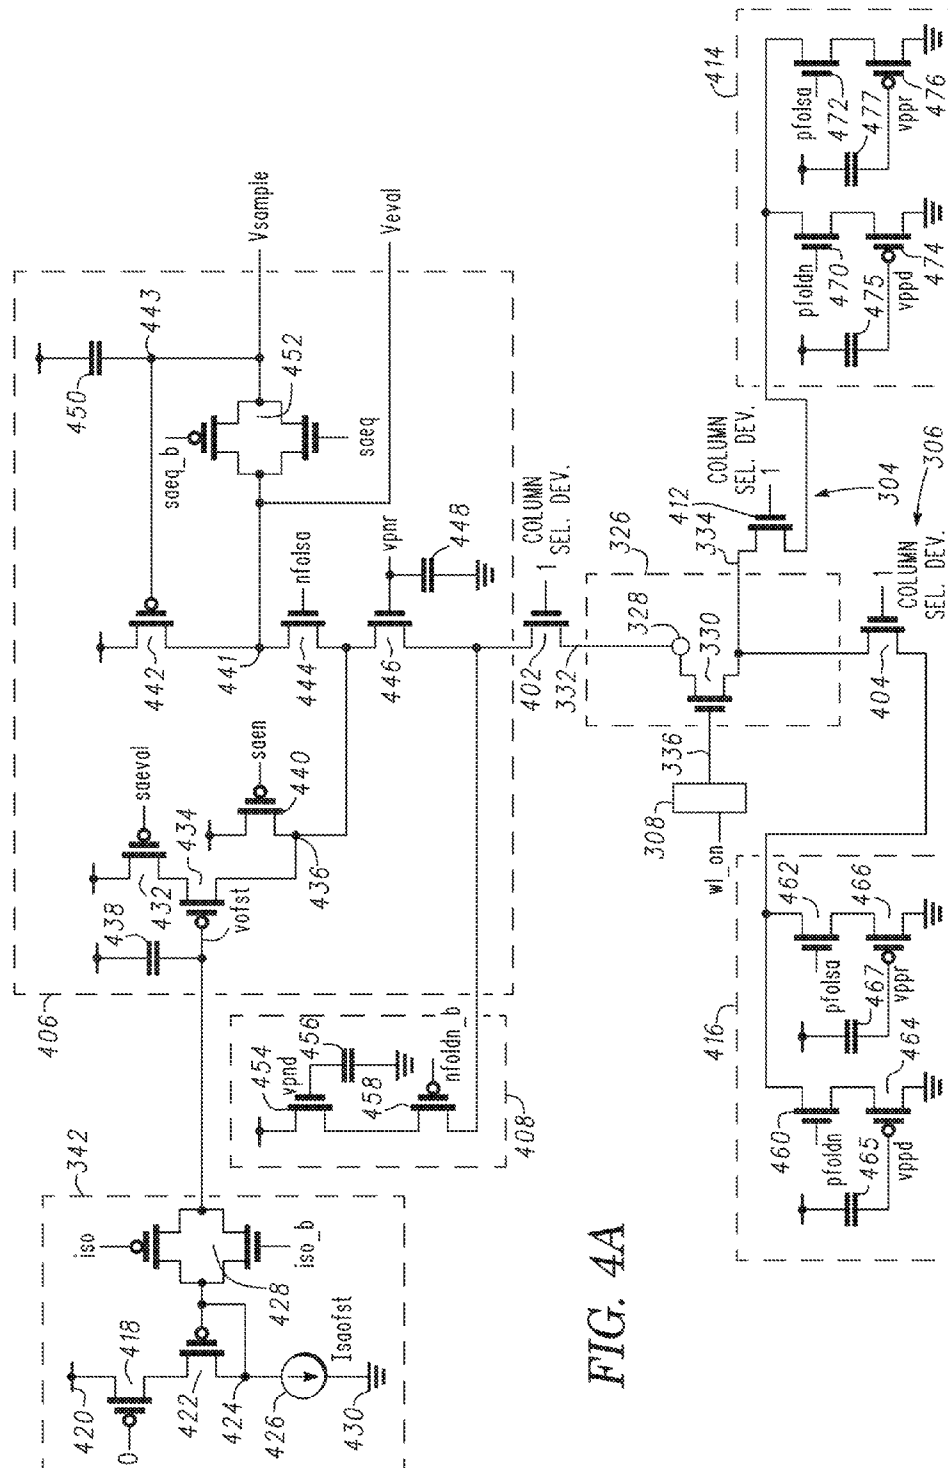 342
iso
iso_b
428
420
418
0
422
424
426
430
Isaofst
406
438
vofst
432
434
saeval
436
saen
440
442
441
444
nfolsa
446
vpnr
448
443
450
452
saeq_b
saeq
Vsample
Veval
454
vpnd
456
458
nfoldn_b
408
402
1
COLUMN
SEL. DEV.
332
326
328
330
334
336
308
wl_on
412
1
COLUMN
SEL. DEV.
304
306
404
1
COLUMN
SEL. DEV.
416
460
pfoldn
462
pfolsa
464
465
vppd
466
467
vppr
414
470
pfoldn
472
pfolsa
474
475
vppd
476
477
vppr
FIG. 4A